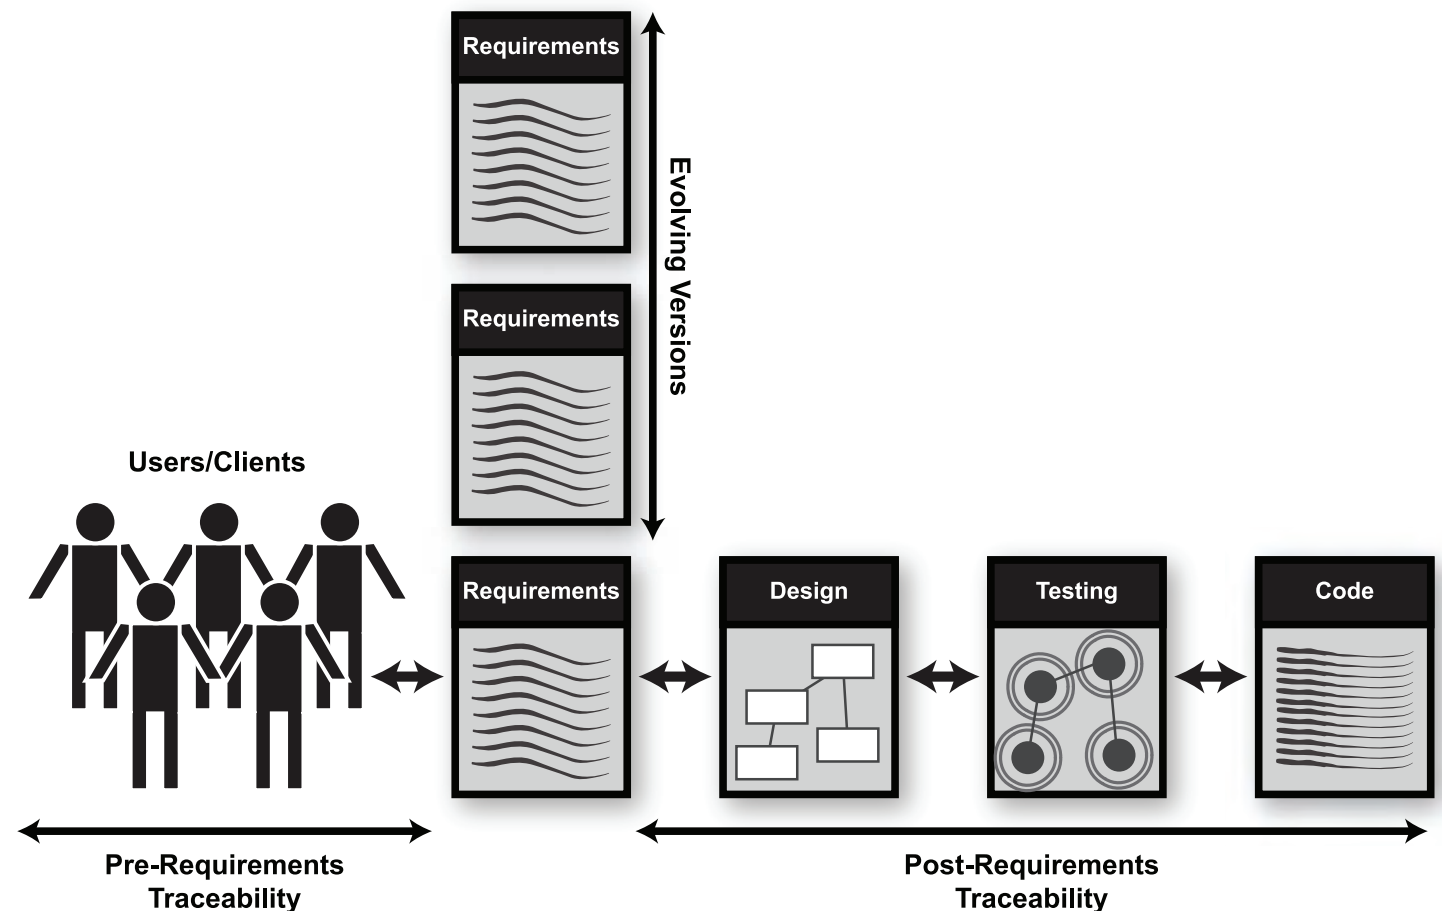 Requirements
Evolving Versions
Requirements
Users/Clients
Requirements
Design
Testing
Code
Pre-Requirements
Traceability
Post-Requirements
Traceability